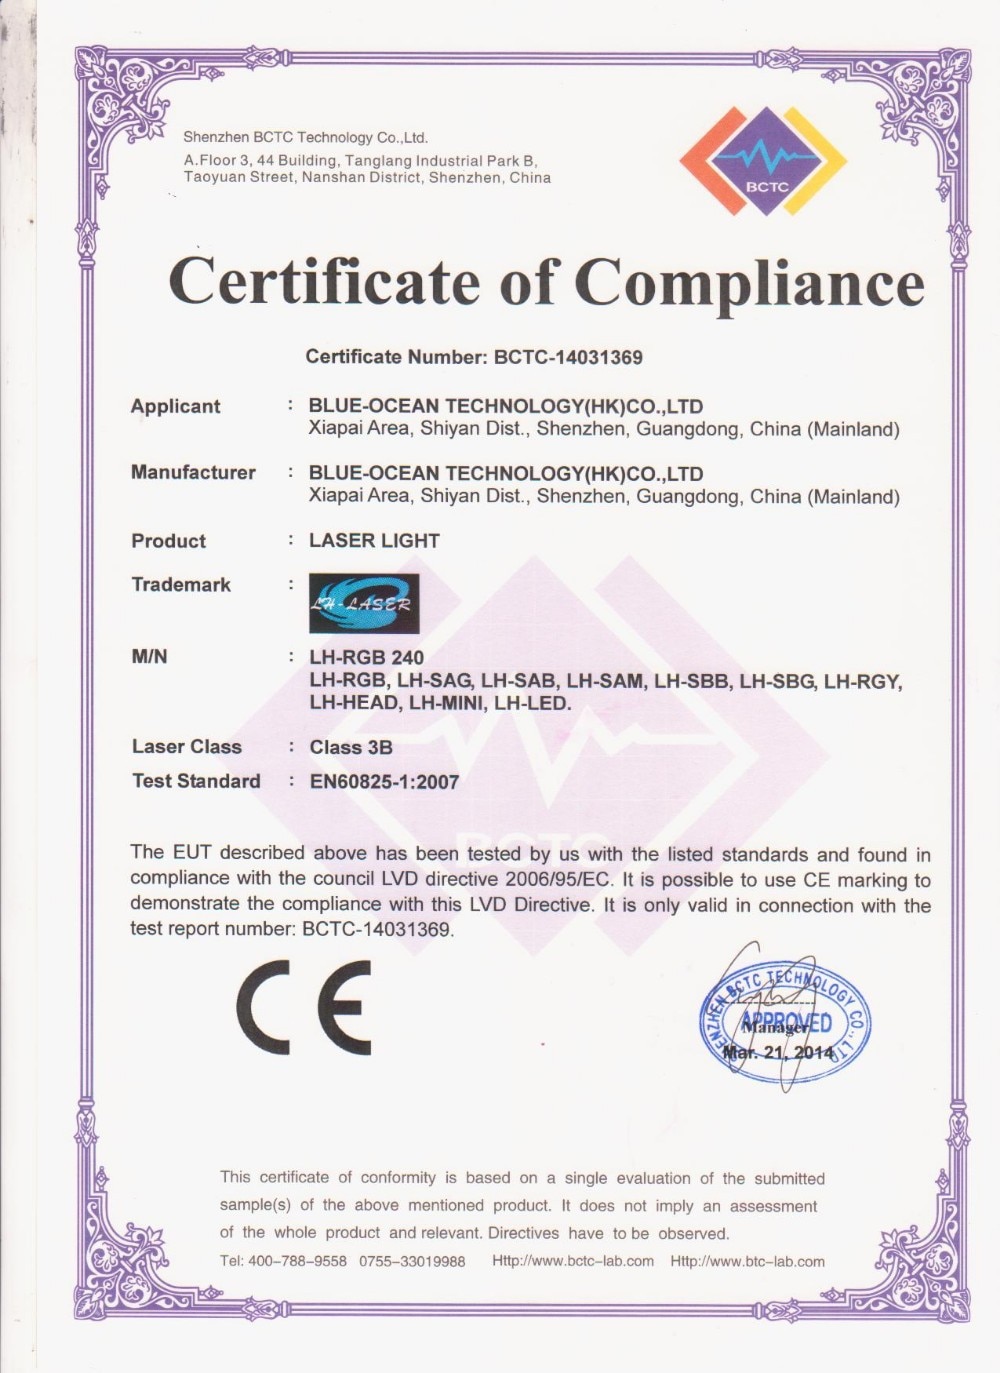 Shenzhen BCTC Technology Co.,Ltd.
A.Floor 3, 44 Building, Tanglang Industrial Park B,
Taoyuan Street, Nanshan District, Shenzhen, China
BCTC
Certificate of Compliance
Certificate Number: BCTC-14031369
Applicant : BLUE-OCEAN TECHNOLOGY(HK)CO.,LTD
Xiapai Area, Shiyan Dist., Shenzhen, Guangdong, China (Mainland)
Manufacturer : BLUE-OCEAN TECHNOLOGY(HK)CO.,LTD
Xiapai Area, Shiyan Dist., Shenzhen, Guangdong, China (Mainland)
Product : LASER LIGHT
Trademark : LH-LASER
M/N : LH-RGB 240
LH-RGB, LH-SAG, LH-SAB, LH-SAM, LH-SBB, LH-SBG, LH-RGY,
LH-HEAD, LH-MINI, LH-LED.
Laser Class : Class 3B
Test Standard : EN60825-1:2007
BCTC
The EUT described above has been tested by us with the listed standards and found in
compliance with the council LVD directive 2006/95/EC. It is possible to use CE marking to
demonstrate the compliance with this LVD Directive. It is only valid in connection with the
test report number: BCTC-14031369.
CE
SHENZHEN BCTC TECHNOLOGY CO., LTD
APPROVED
Manager
Mar. 21, 2014
This certificate of conformity is based on a single evaluation of the submitted
sample(s) of the above mentioned product. It does not imply an assessment
of the whole product and relevant. Directives have to be observed.
Tel: 400-788-9558 0755-33019988 Http://www.bctc-lab.com Http://www.btc-lab.com